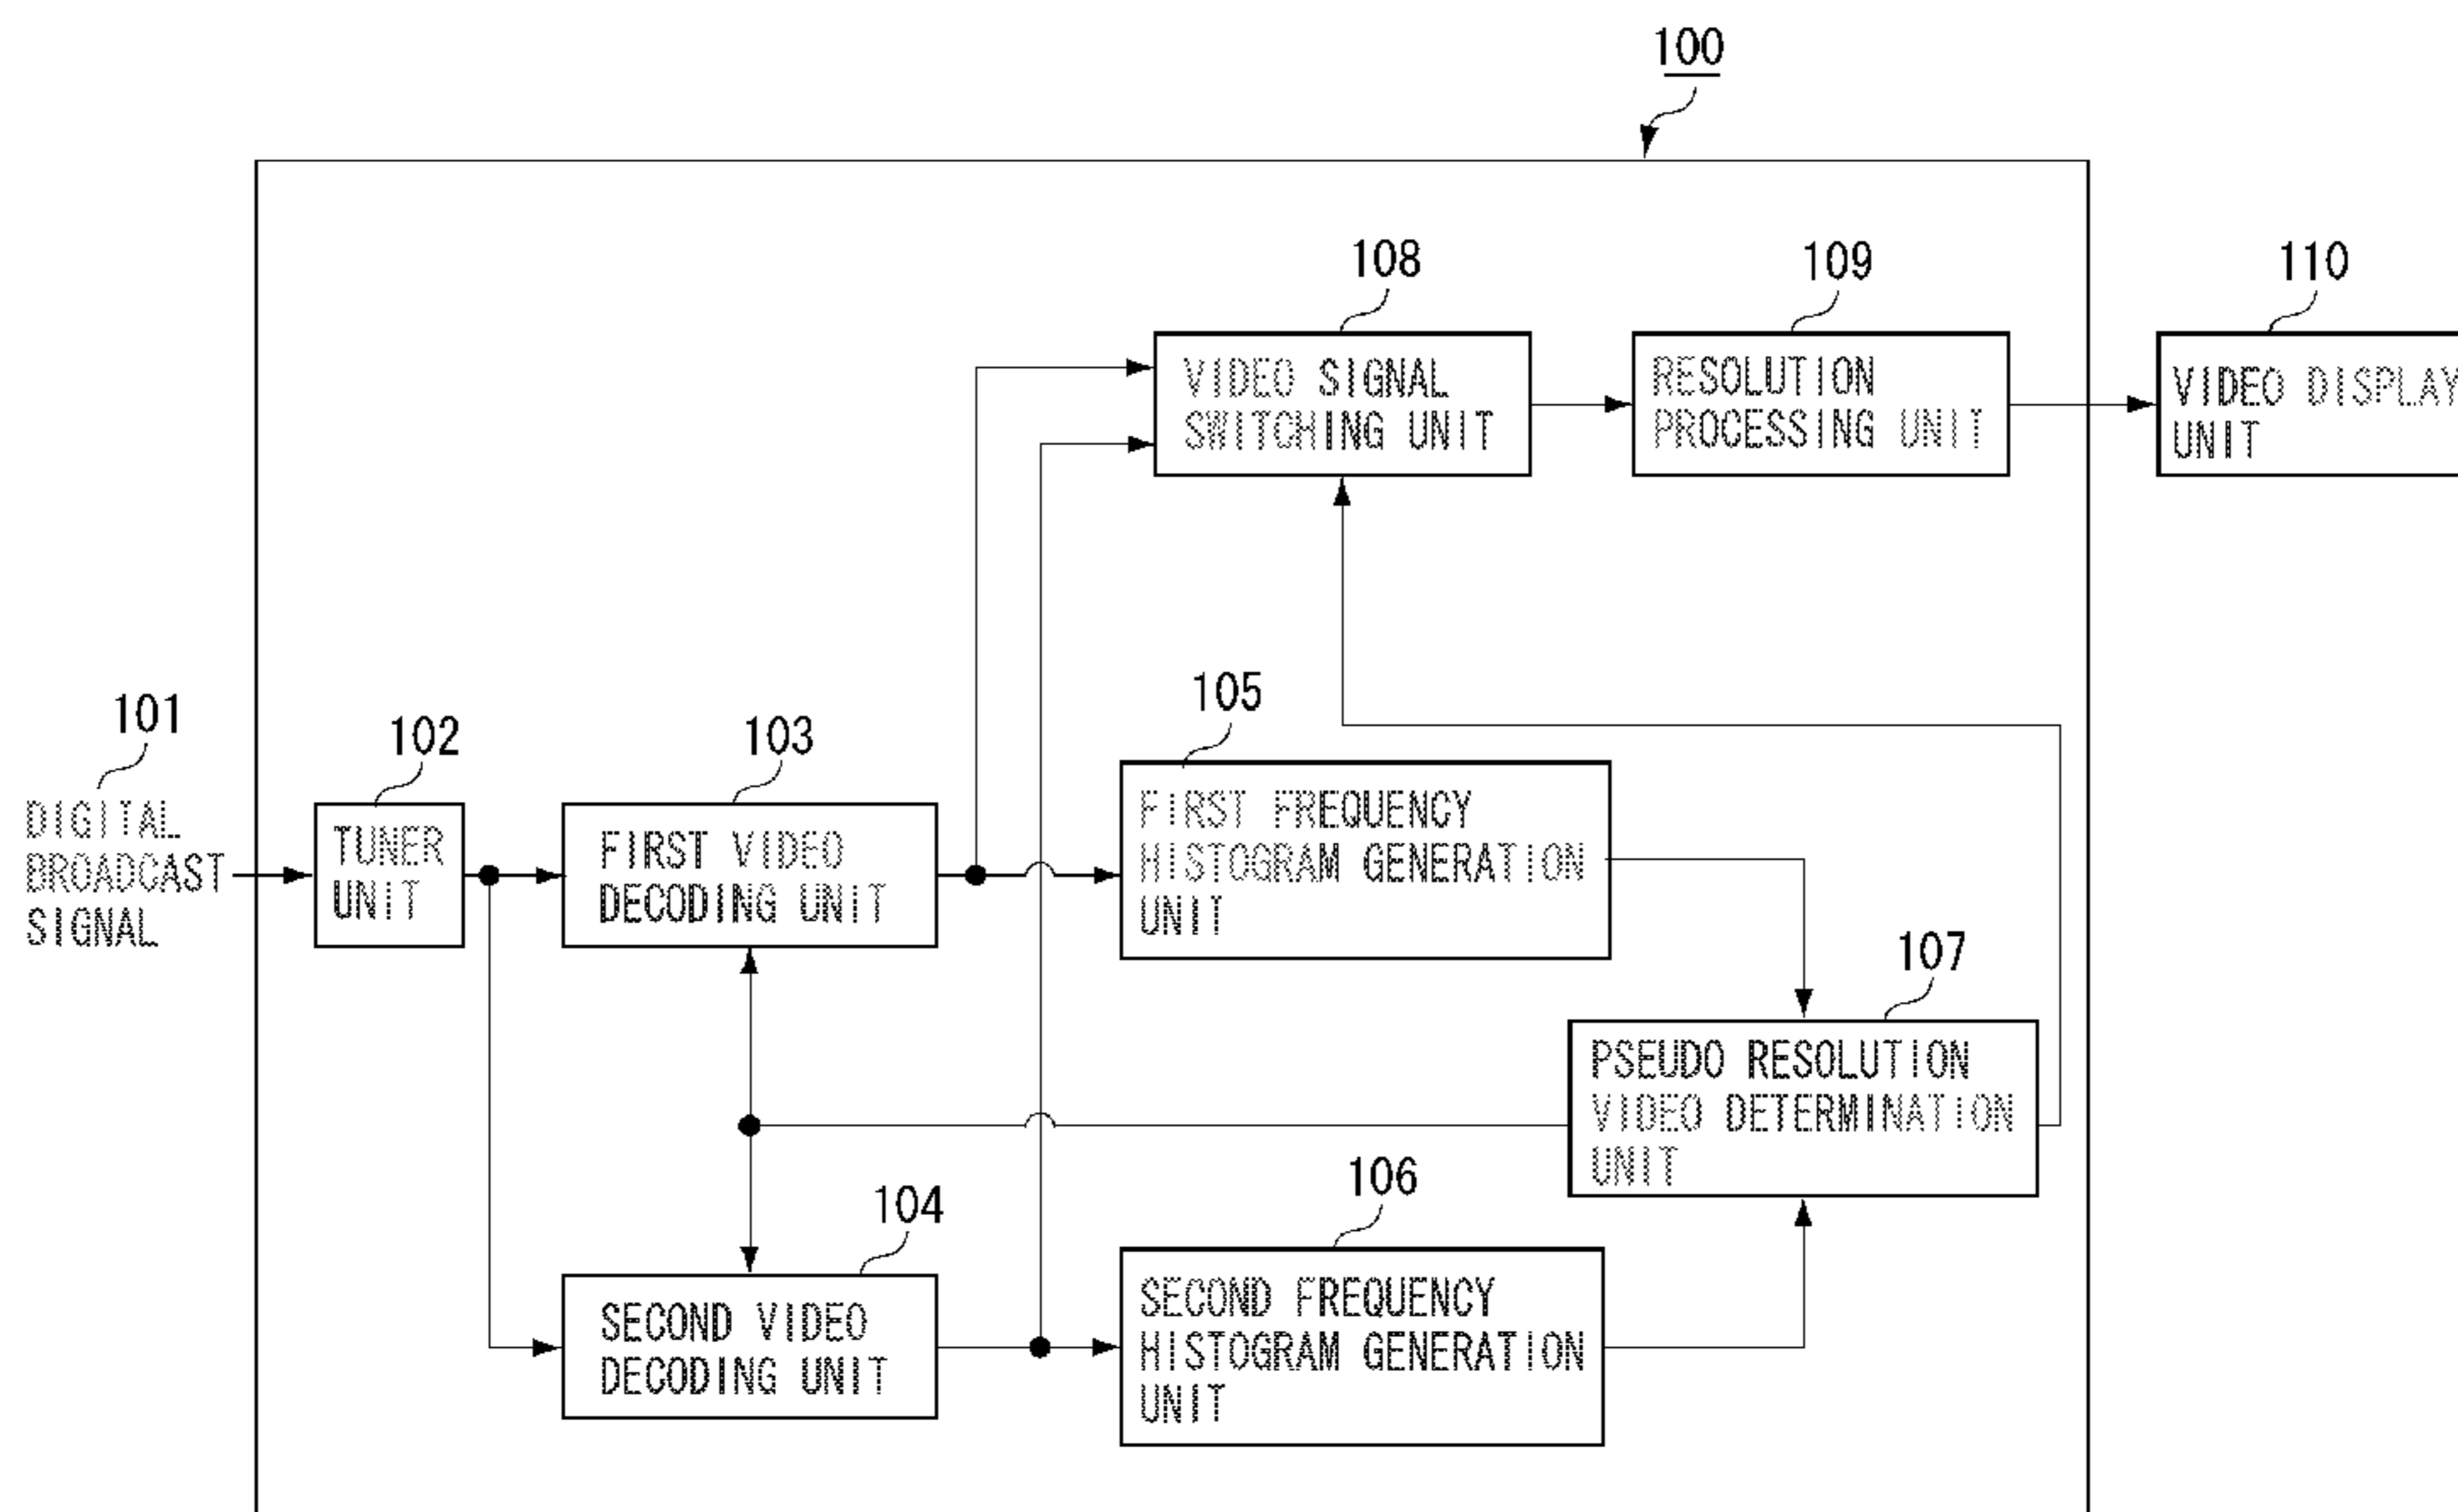 100
108
109
110
VIDEO SIGNAL
SWITCHING UNIT
RESOLUTION
PROCESSING UNIT
VIDEO DISPLAY
UNIT
101
DIGITAL
BROADCAST
SIGNAL
102
TUNER
UNIT
103
FIRST VIDEO
DECODING UNIT
105
FIRST FREQUENCY
HISTOGRAM GENERATION
UNIT
107
PSEUDO RESOLUTION
VIDEO DETERMINATION
UNIT
104
SECOND VIDEO
DECODING UNIT
106
SECOND FREQUENCY
HISTOGRAM GENERATION
UNIT